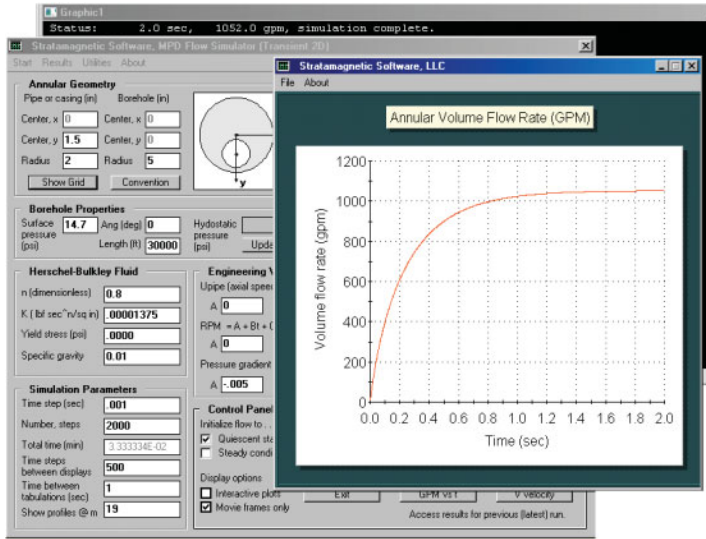 Graphic1
Status: 2.0 sec, 1052.0 gpm, simulation complete.
Stratamagnetic Software, MPD Flow Simulator (Transient 2D)
Start Results Utilities About
Annular Geometry
Pipe or casing (in) Borehole (in)
Center, x 0 Center, x 0
Center, y 1.5 Center, y 0
Radius 2 Radius 5
Show Grid Convention
y
Borehole Properties
Surface pressure (psi) 14.7 Ang (deg) 0 Hydostatic pressure (psi)
Length (ft) 30000
Herschel-Bulkley Fluid
n (dimensionless) 0.8
K ( lbf sec^n/sq in) .00001375
Yield stress (psi) .0000
Specific gravity 0.01
Simulation Parameters
Time step (sec) .001
Number, steps 2000
Total time (min) 3.333334E-02
Time steps between displays 500
Time between tabulations (sec) 1
Show profiles @ m 19
Engineering
Upipe (axial
A 0
RPM = A + Bt +
A 0
Pressure gradient
A -.005
Control
Initialize flow to . .
Quiescent
Steady
Display options
Interactive plots
Movie frames only
Exit GPM vs t V velocity
Access results for previous (latest) run.
Stratamagnetic Software, LLC
File About
Annular Volume Flow Rate (GPM)
Volume flow rate (gpm)
1200
1000
800
600
400
200
0
0.0 0.2 0.4 0.6 0.8 1.0 1.2 1.4 1.6 1.8 2.0
Time (sec)